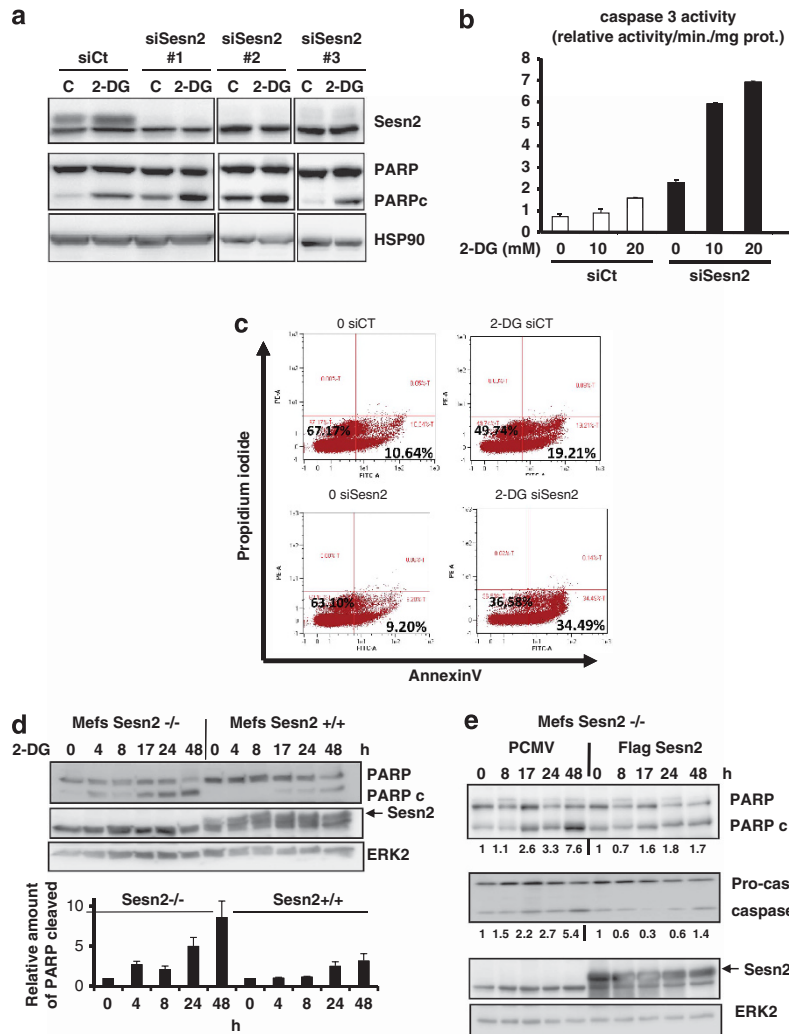 a
siCt
siSesn2 #1
siSesn2 #2
siSesn2 #3
C 2-DG C 2-DG C 2-DG C 2-DG
Sesn2
PARP
PARPc
HSP90
b
caspase 3 activity
(relative activity/min./mg prot.)
8
7
6
5
4
3
2
1
0
2-DG (mM) 0 10 20 0 10 20
siCt siSesn2
c
0 siCT
2-DG siCT
67.17%
10.64%
49.74%
19.21%
PE-A
FITC-A
0 siSesn2
2-DG siSesn2
63.10%
9.20%
36,58%
34.49%
PE-A
FITC-A
Propidium iodide
AnnexinV
d
Mefs Sesn2 -/- Mefs Sesn2 +/+
2-DG 0 4 8 17 24 48 0 4 8 17 24 48 h
PARP
PARP c
Sesn2
ERK2
Relative amount
of PARP cleaved
10
5
0
Sesn2-/- Sesn2+/+
0 4 8 24 48 0 4 8 24 48
h
e
Mefs Sesn2 -/-
PCMV Flag Sesn2
0 8 17 24 48 0 8 17 24 48 h
PARP
PARP c
1 1.1 2.6 3.3 7.6 1 0.7 1.6 1.8 1.7
Pro-cas
caspase
1 1.5 2.2 2.7 5.4 1 0.6 0.3 0.6 1.4
Sesn2
ERK2